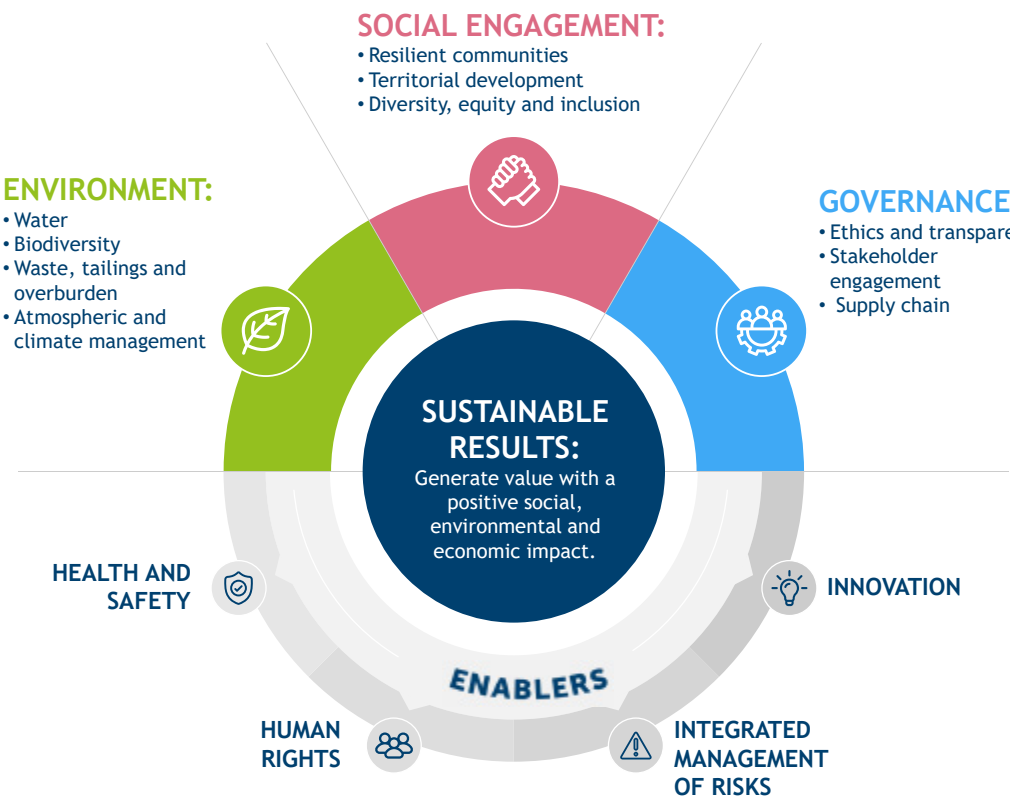 SOCIAL ENGAGEMENT:
• Resilient communities
• Territorial development
• Diversity, equity and inclusion
ENVIRONMENT:
• Water
• Biodiversity
• Waste, tailings and
overburden
• Atmospheric and
climate management
GOVERNANCE
• Ethics and transpare
• Stakeholder
engagement
• Supply chain
SUSTAINABLE
RESULTS:
Generate value with a
positive social,
environmental and
economic impact.
HEALTH AND
SAFETY
INNOVATION
ENABLERS
HUMAN
RIGHTS
INTEGRATED
MANAGEMENT
OF RISKS